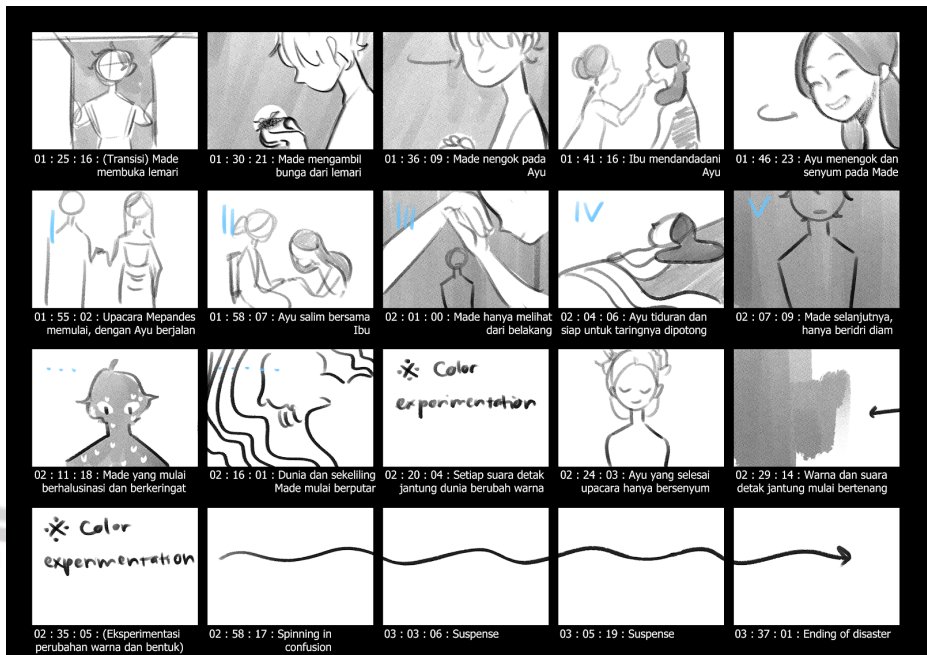 01 : 25 : 16 : (Transisi) Made
membuka lemari
01 : 30 : 21 : Made mengambil
bunga dari lemari
01 : 36 : 09 : Made nengok pada
Ayu
01 : 41 : 16 : Ibu mendandadani
Ayu
01 : 46 : 23 : Ayu menengok dan
senyum pada Made
I
II
III
IV
V
01 : 55 : 02 : Upacara Mepandes
memulai, dengan Ayu berjalan
01 : 58 : 07 : Ayu salim bersama
Ibu
02 : 01 : 00 : Made hanya melihat
dari belakang
02 : 04 : 06 : Ayu tiduran dan
siap untuk taringnya dipotong
02 : 07 : 09 : Made selanjutnya,
hanya beridri diam
※ Color
experimentation
02 : 11 : 18 : Made yang mulai
berhalusinasi dan berkeringat
02 : 16 : 01 : Dunia dan sekeliling
Made mulai berputar
02 : 20 : 04 : Setiap suara detak
jantung dunia berubah warna
02 : 24 : 03 : Ayu yang selesai
upacara hanya bersenyum
02 : 29 : 14 : Warna dan suara
detak jantung mulai bertenang
※ Color
experimentation
02 : 35 : 05 : (Eksperimentasi
perubahan warna dan bentuk)
02 : 58 : 17 : Spinning in
confusion
03 : 03 : 06 : Suspense
03 : 05 : 19 : Suspense
03 : 37 : 01 : Ending of disaster